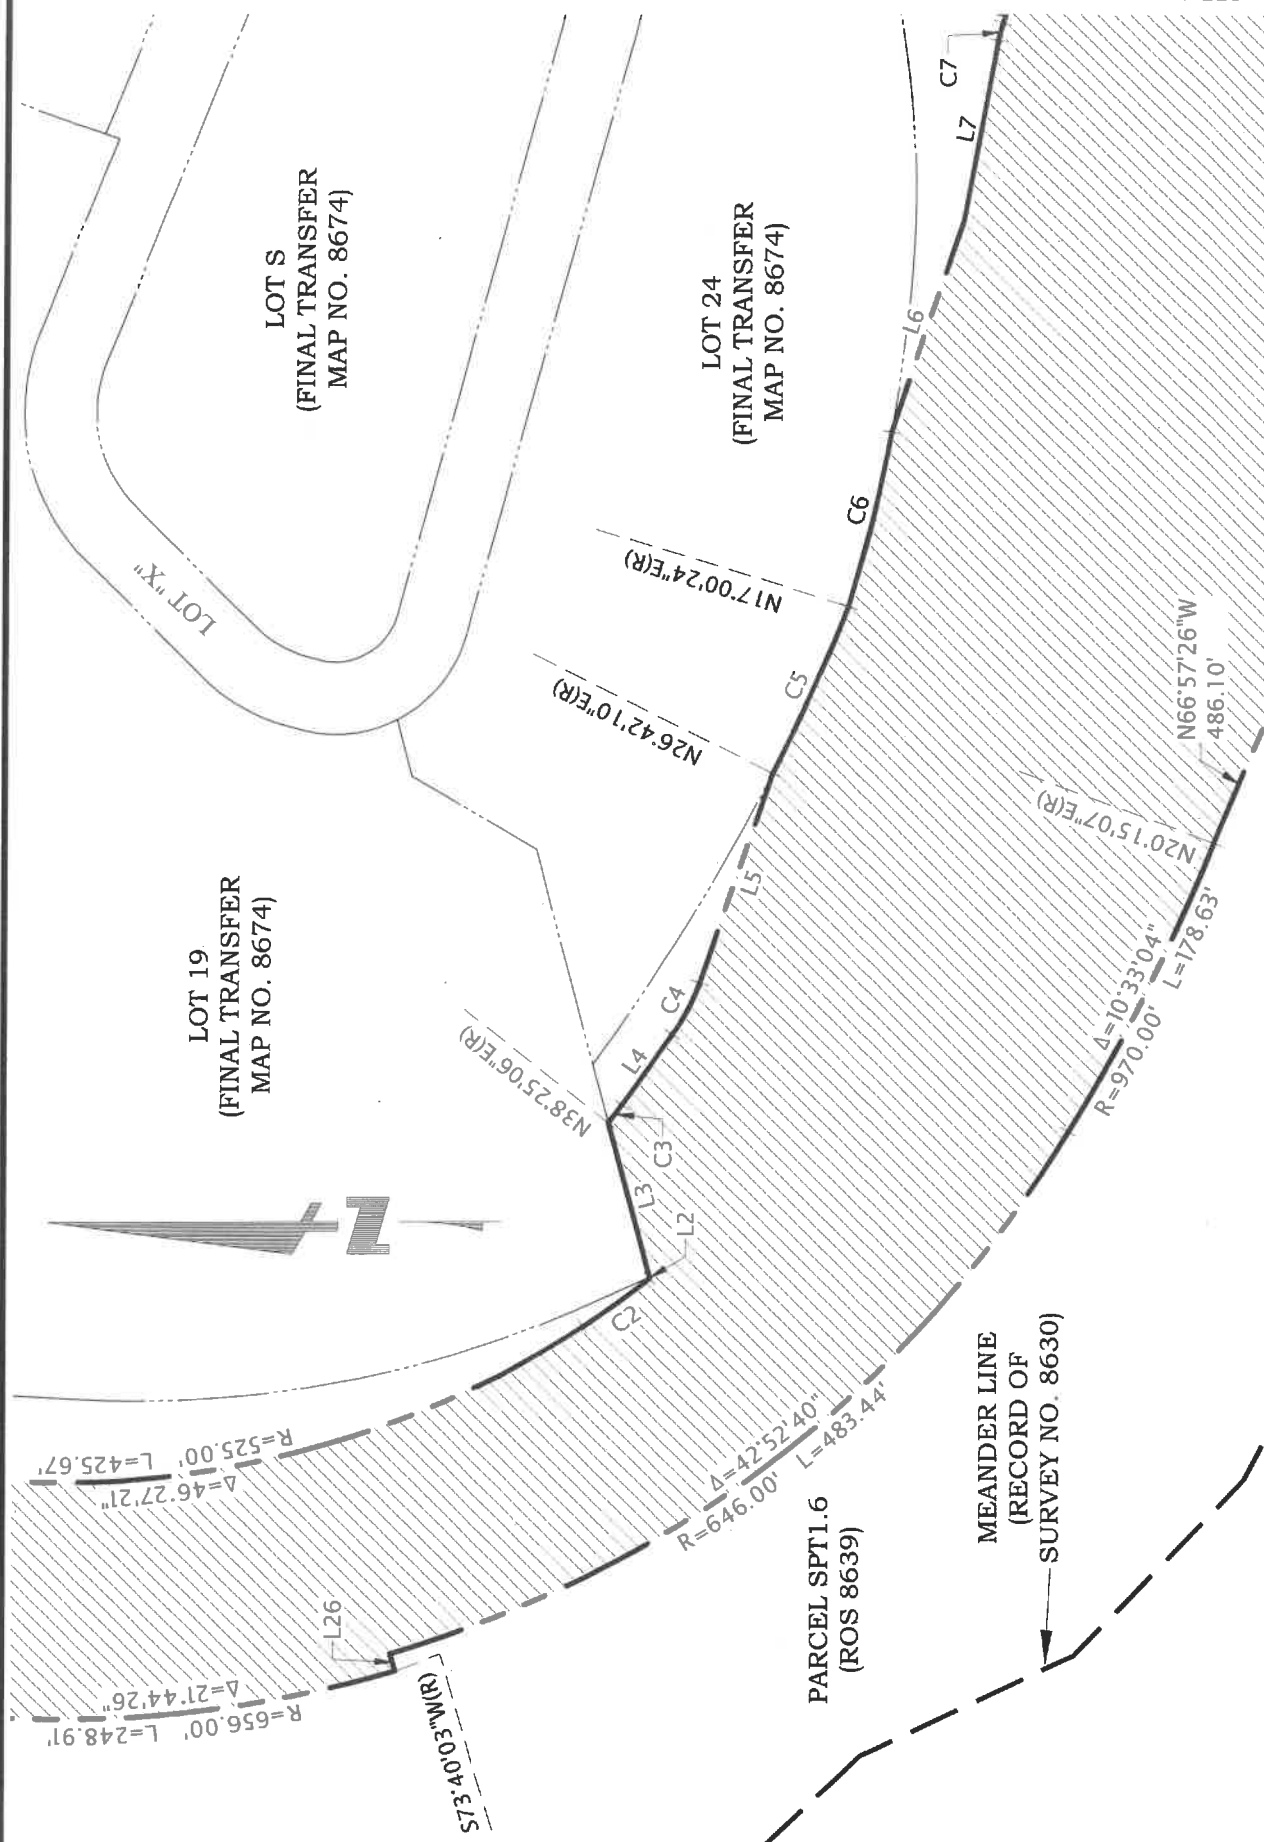 LOT "X"
LOT S
(FINAL TRANSFER
MAP NO. 8674)
LOT 24
(FINAL TRANSFER
MAP NO. 8674)
LOT 19
(FINAL TRANSFER
MAP NO. 8674)
C7
L7
L6
C6
N17°00'24"E(R)
C5
N26°42'10"E(R)
L5
C4
L4
N38°25'06"E(R)
C3
L3
L2
C2
Z
R=525.00' L=425.67'
Δ=46°27'21"
L26
Δ=21°44'26"
R=656.00' L=248.91'
S73°40'03"W(R)
Δ=42°52'40"
R=646.00' L=483.44'
Δ=10°33'04"
R=970.00' L=178.63'
N20°15'07"E(R)
N66°57'26"W
486.10'
PARCEL SPT1.6
(ROS 8639)
MEANDER LINE
(RECORD OF
SURVEY NO. 8630)